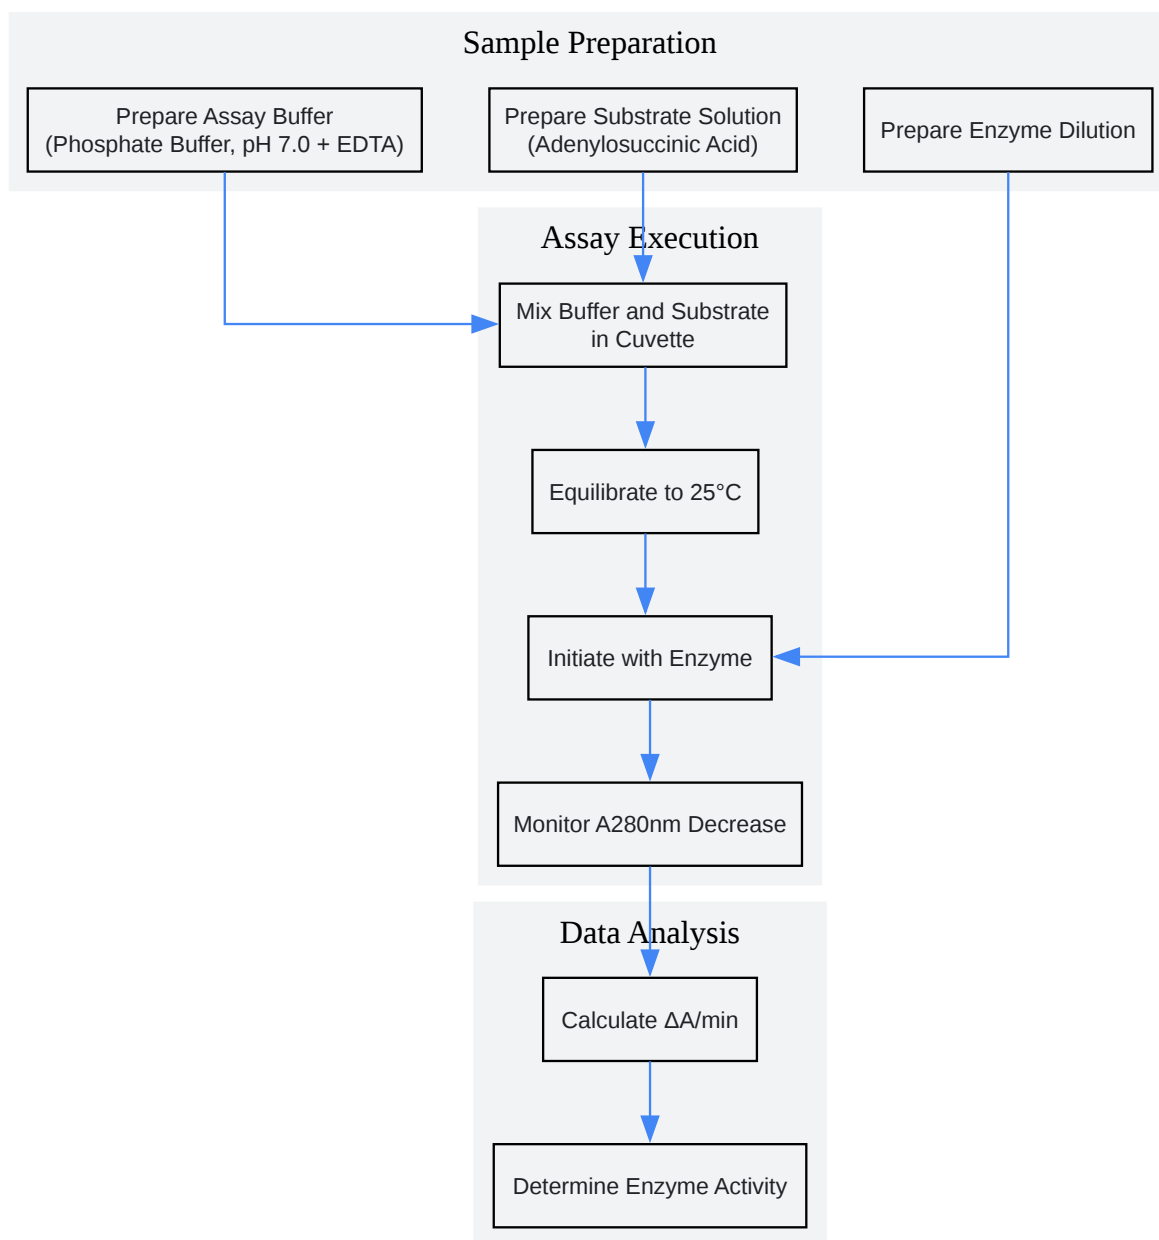 Sample Preparation
Prepare Assay Buffer
(Phosphate Buffer, pH 7.0 + EDTA)
Prepare Substrate Solution
(Adenylosuccinic Acid)
Prepare Enzyme Dilution
Assay Execution
Mix Buffer and Substrate
in Cuvette
Equilibrate to 25°C
Initiate with Enzyme
Monitor A280nm Decrease
Data Analysis
Calculate ΔA/min
Determine Enzyme Activity